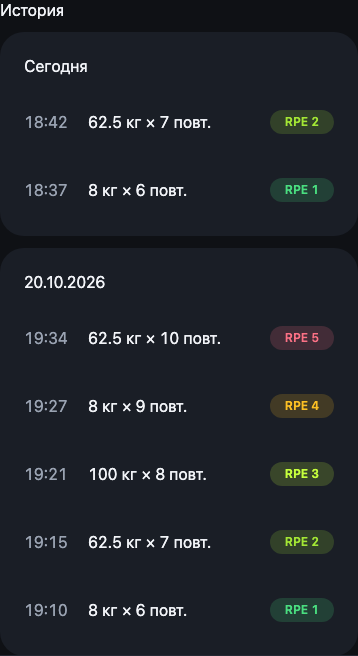 История
Сегодня
18:42 62.5 кг × 7 повт. RPE 2
18:37 8 кг × 6 повт. RPE 1
20.10.2026
19:34 62.5 кг × 10 повт. RPE 5
19:27 8 кг × 9 повт. RPE 4
19:21 100 кг × 8 повт. RPE 3
19:15 62.5 кг × 7 повт. RPE 2
19:10 8 кг × 6 повт. RPE 1